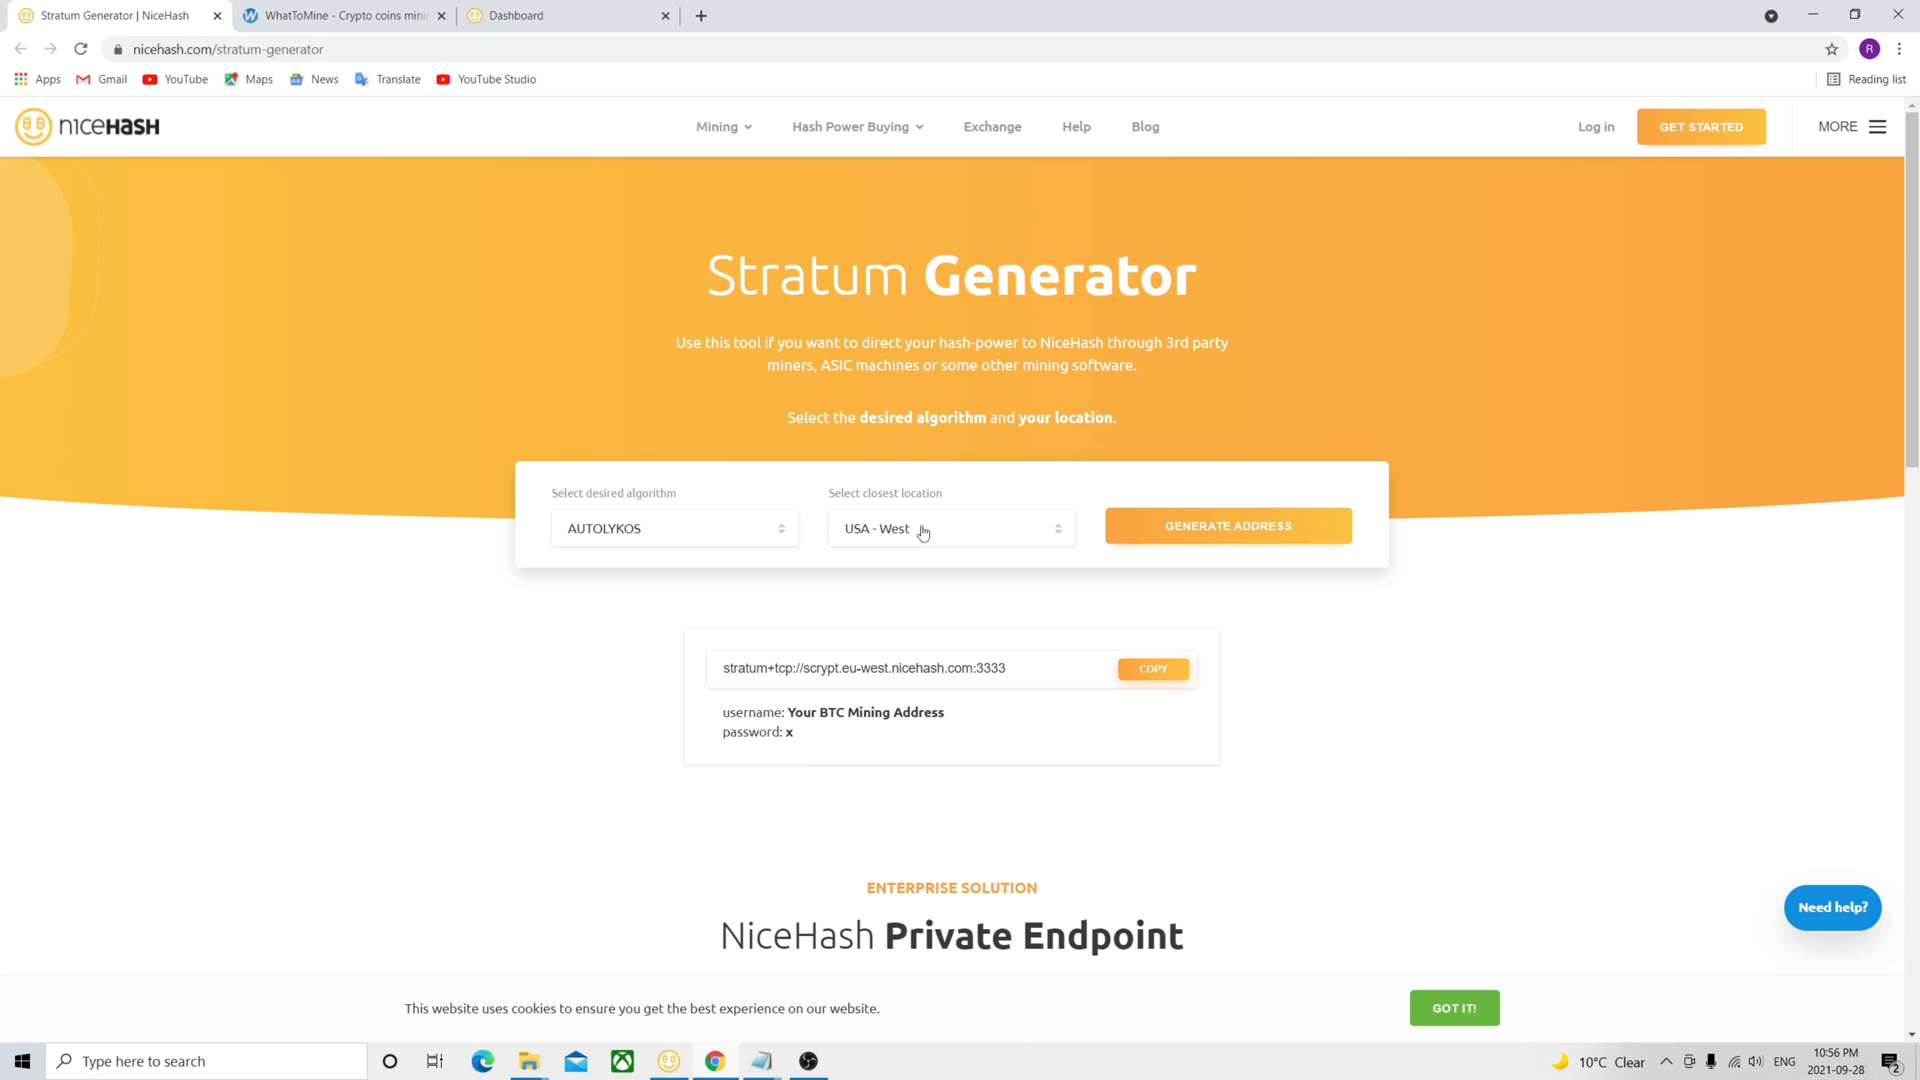 Stratum Generator | NiceHash
WhatToMine - Crypto coins mini
Dashboard
nicehash.com/stratum-generator
R
Apps
Gmail
YouTube
Maps
News
Translate
YouTube Studio
Reading list
NICEHASH
Mining
Hash Power Buying
Exchange
Help
Blog
Log in
GET STARTED
MORE
Stratum Generator
Use this tool if you want to direct your hash-power to NiceHash through 3rd party
miners, ASIC machines or some other mining software.
Select the desired algorithm and your location.
Select desired algorithm
Select closest location
AUTOLYKOS
USA - West
GENERATE ADDRESS
stratum+tcp://scrypt.eu-west.nicehash.com:3333
COPY
username: Your BTC Mining Address
password: x
ENTERPRISE SOLUTION
NiceHash Private Endpoint
Need help?
This website uses cookies to ensure you get the best experience on our website.
GOT IT!
Type here to search
10°C Clear
ENG
10:56 PM
2021-09-28
2